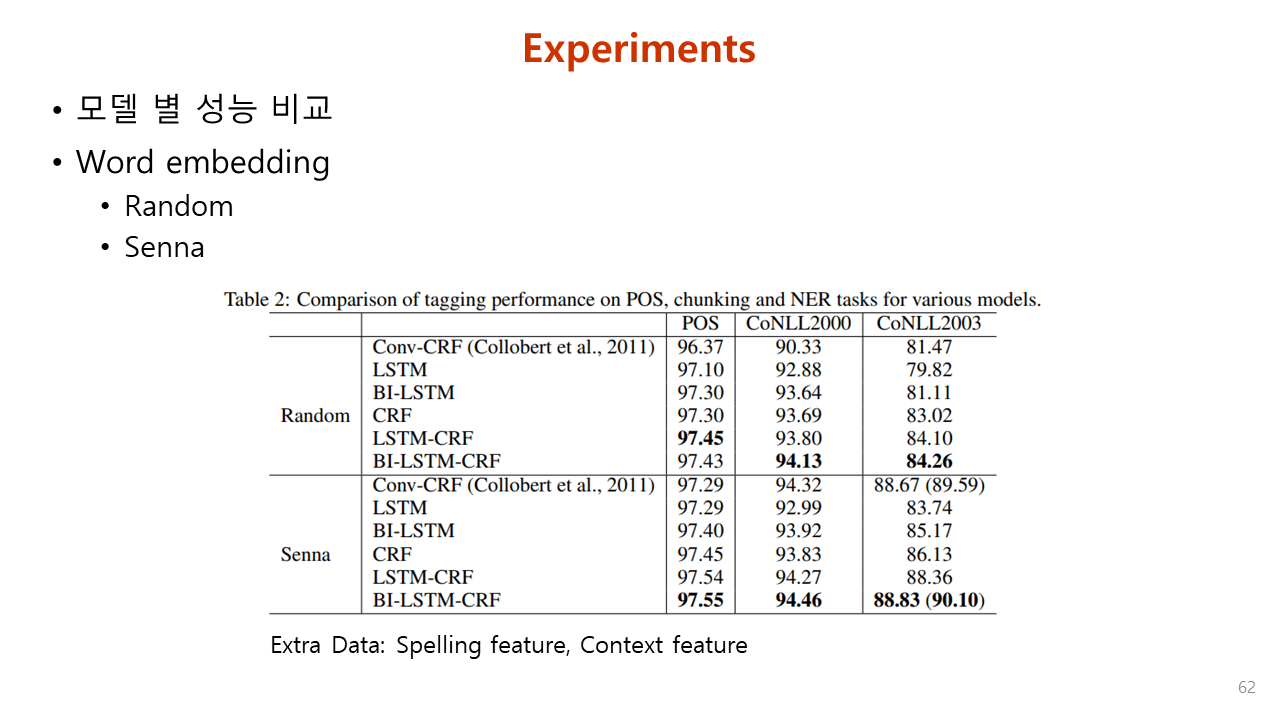 Experiments
• 모델 별 성능 비교
• Word embedding
• Random
• Senna
Table 2: Comparison of tagging performance on POS, chunking and NER tasks for various models.
POS CoNLL2000 CoNLL2003
Conv-CRF (Collobert et al., 2011) 96.37 90.33 81.47
LSTM 97.10 92.88 79.82
BI-LSTM 97.30 93.64 81.11
Random CRF 97.30 93.69 83.02
LSTM-CRF 97.45 93.80 84.10
BI-LSTM-CRF 97.43 94.13 84.26
Conv-CRF (Collobert et al., 2011) 97.29 94.32 88.67 (89.59)
LSTM 97.29 92.99 83.74
BI-LSTM 97.40 93.92 85.17
Senna CRF 97.45 93.83 86.13
LSTM-CRF 97.54 94.27 88.36
BI-LSTM-CRF 97.55 94.46 88.83 (90.10)
Extra Data: Spelling feature, Context feature
62